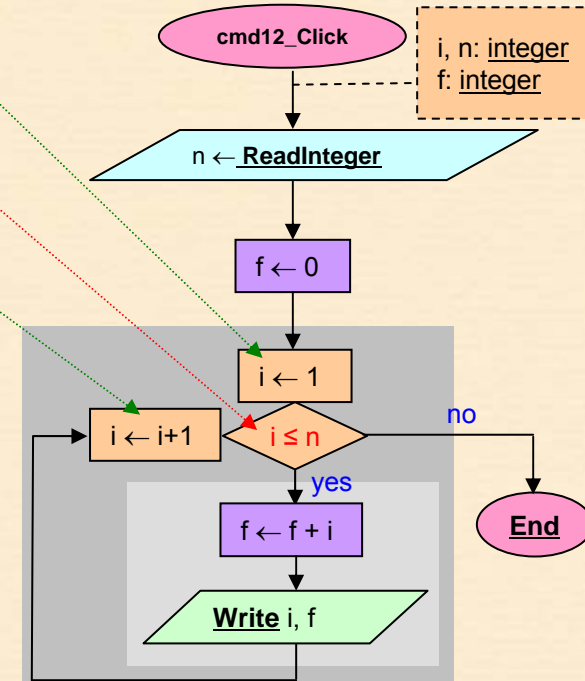 cmd12_Click
i, n: integer
f: integer
n ← ReadInteger
f ← 0
i ← 1
i ← i+1
i ≤ n
no
yes
f ← f + i
End
Write i, f